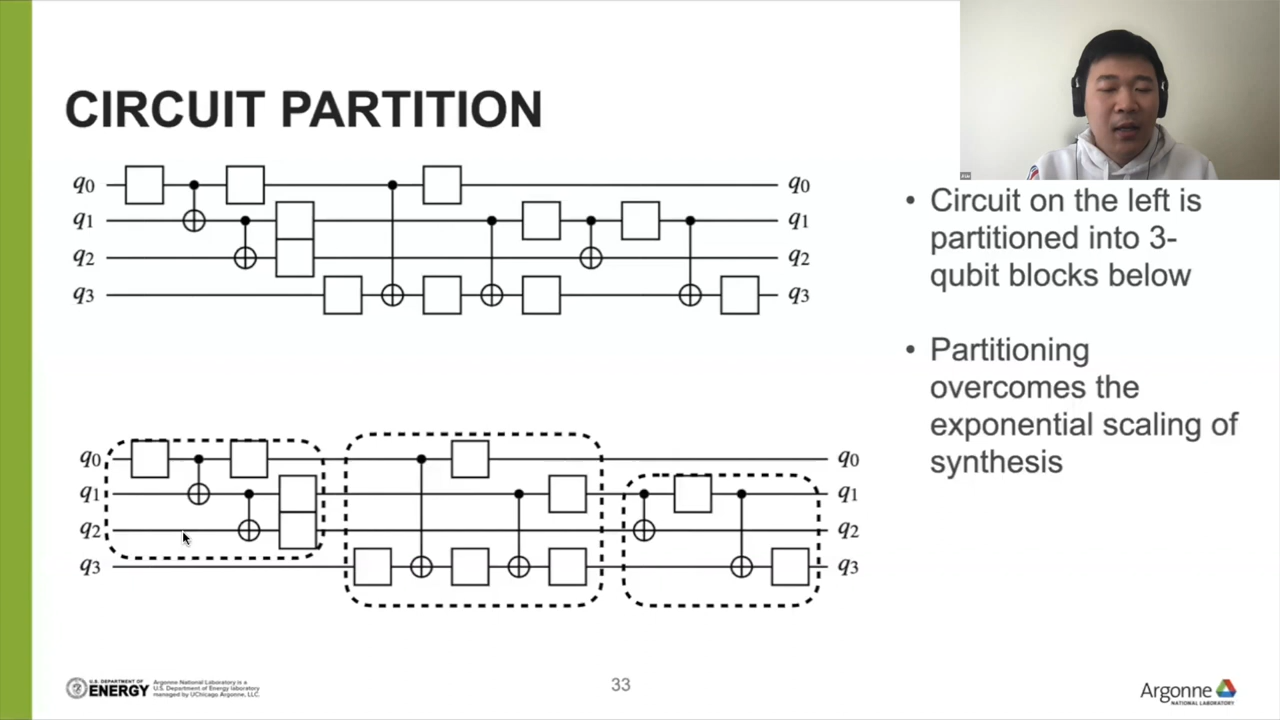 CIRCUIT PARTITION
q0 q0
q1 q1
q2 q2
q3 q3
q0 q0
q1 q1
q2 q2
q3 q3
• Circuit on the left is
partitioned into 3-
qubit blocks below
• Partitioning
overcomes the
exponential scaling of
synthesis
U.S. DEPARTMENT OF
ENERGY
Argonne National Laboratory is a
U.S. Department of Energy laboratory
managed by UChicago Argonne, LLC.
33
Argonne
NATIONAL LABORATORY